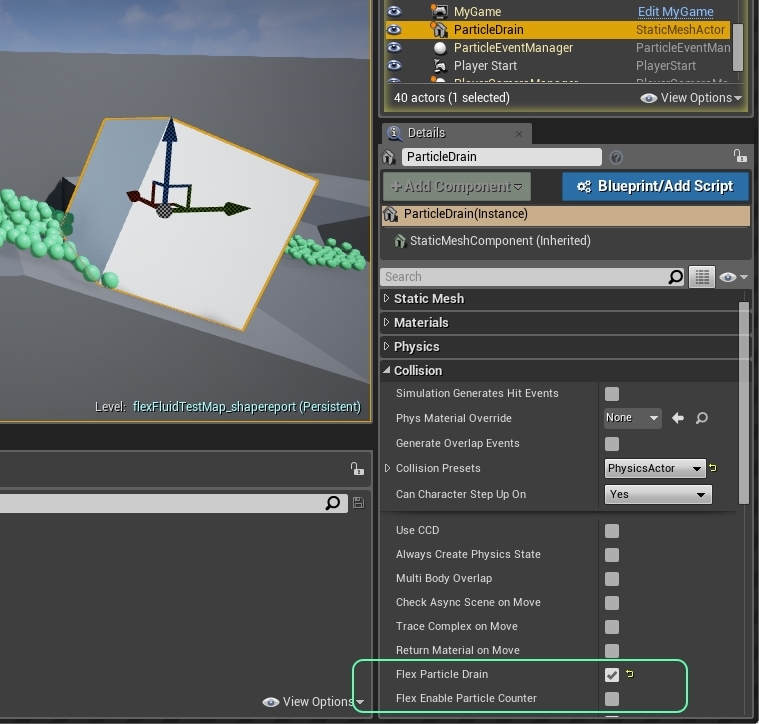 MyGame Edit MyGame
ParticleDrain StaticMeshActor
ParticleEventManager ParticleEventMan
Player Start PlayerStart
40 actors (1 selected) View Options
Details
ParticleDrain
+Add Component Blueprint/Add Script
ParticleDrain(Instance)
StaticMeshComponent (Inherited)
Search
Static Mesh
Materials
Physics
Collision
Simulation Generates Hit Events
Phys Material Override None
Generate Overlap Events
Collision Presets PhysicsActor
Can Character Step Up On Yes
Use CCD
Always Create Physics State
Multi Body Overlap
Check Async Scene on Move
Trace Complex on Move
Return Material on Move
Flex Particle Drain
Flex Enable Particle Counter
Level: flexFluidTestMap_shapereport (Persistent)
View Options